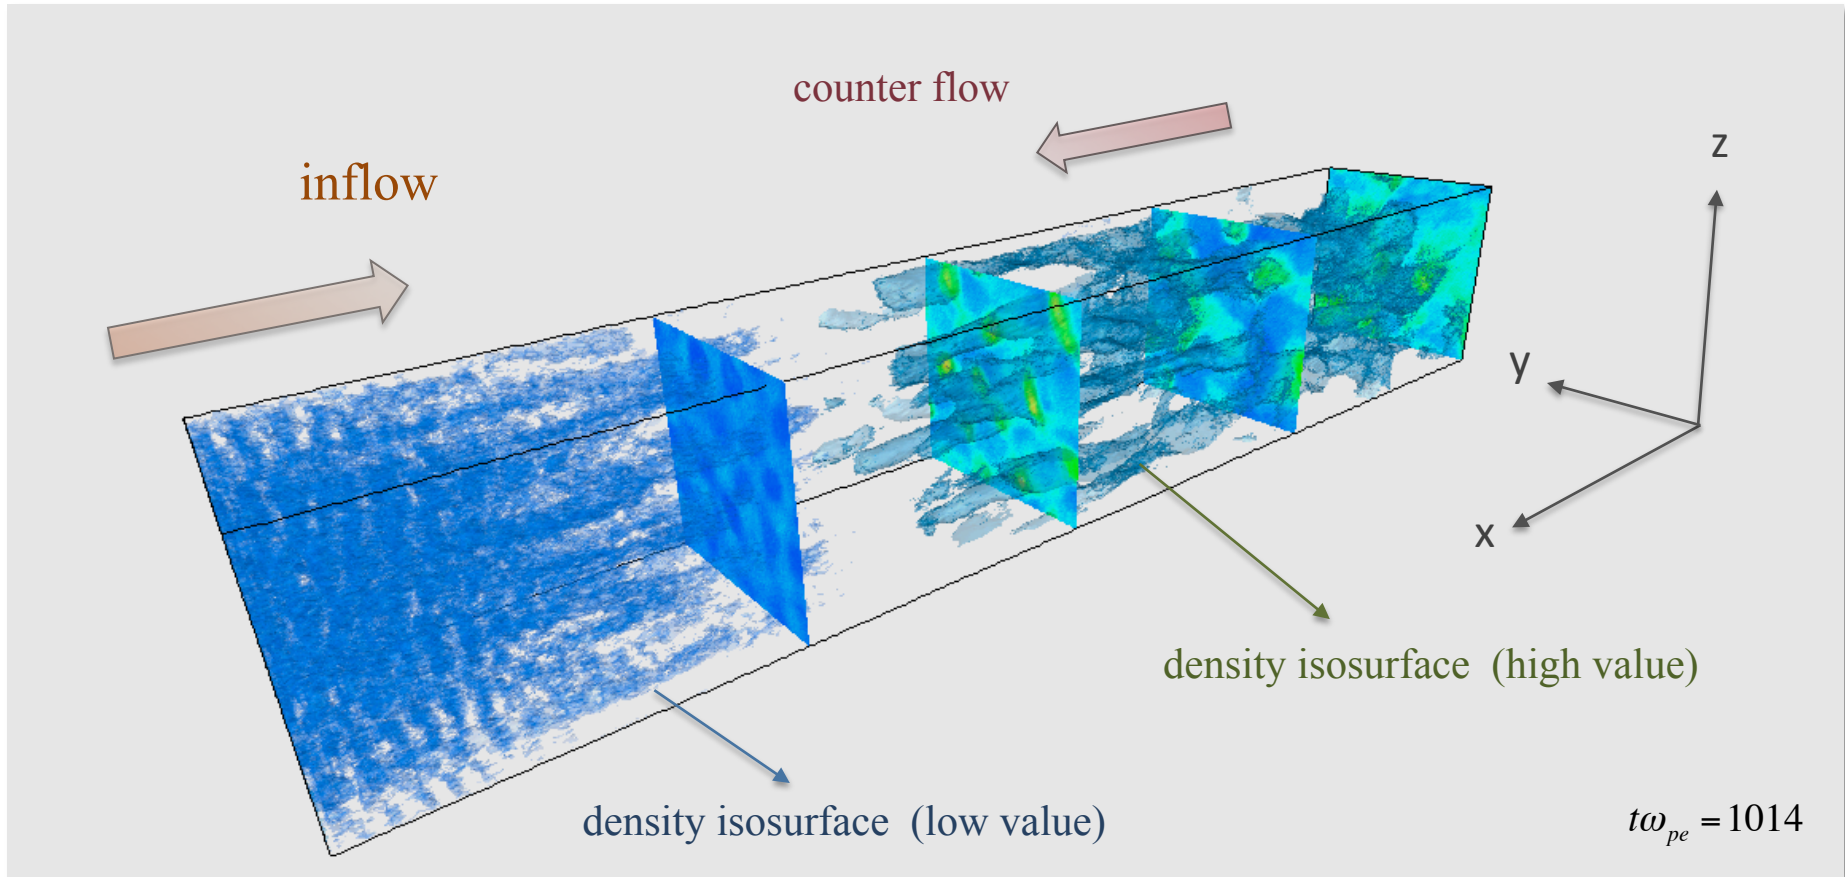 counter flow
inflow
z
y
x
density isosurface (high value)
density isosurface (low value)
tω_pe = 1014